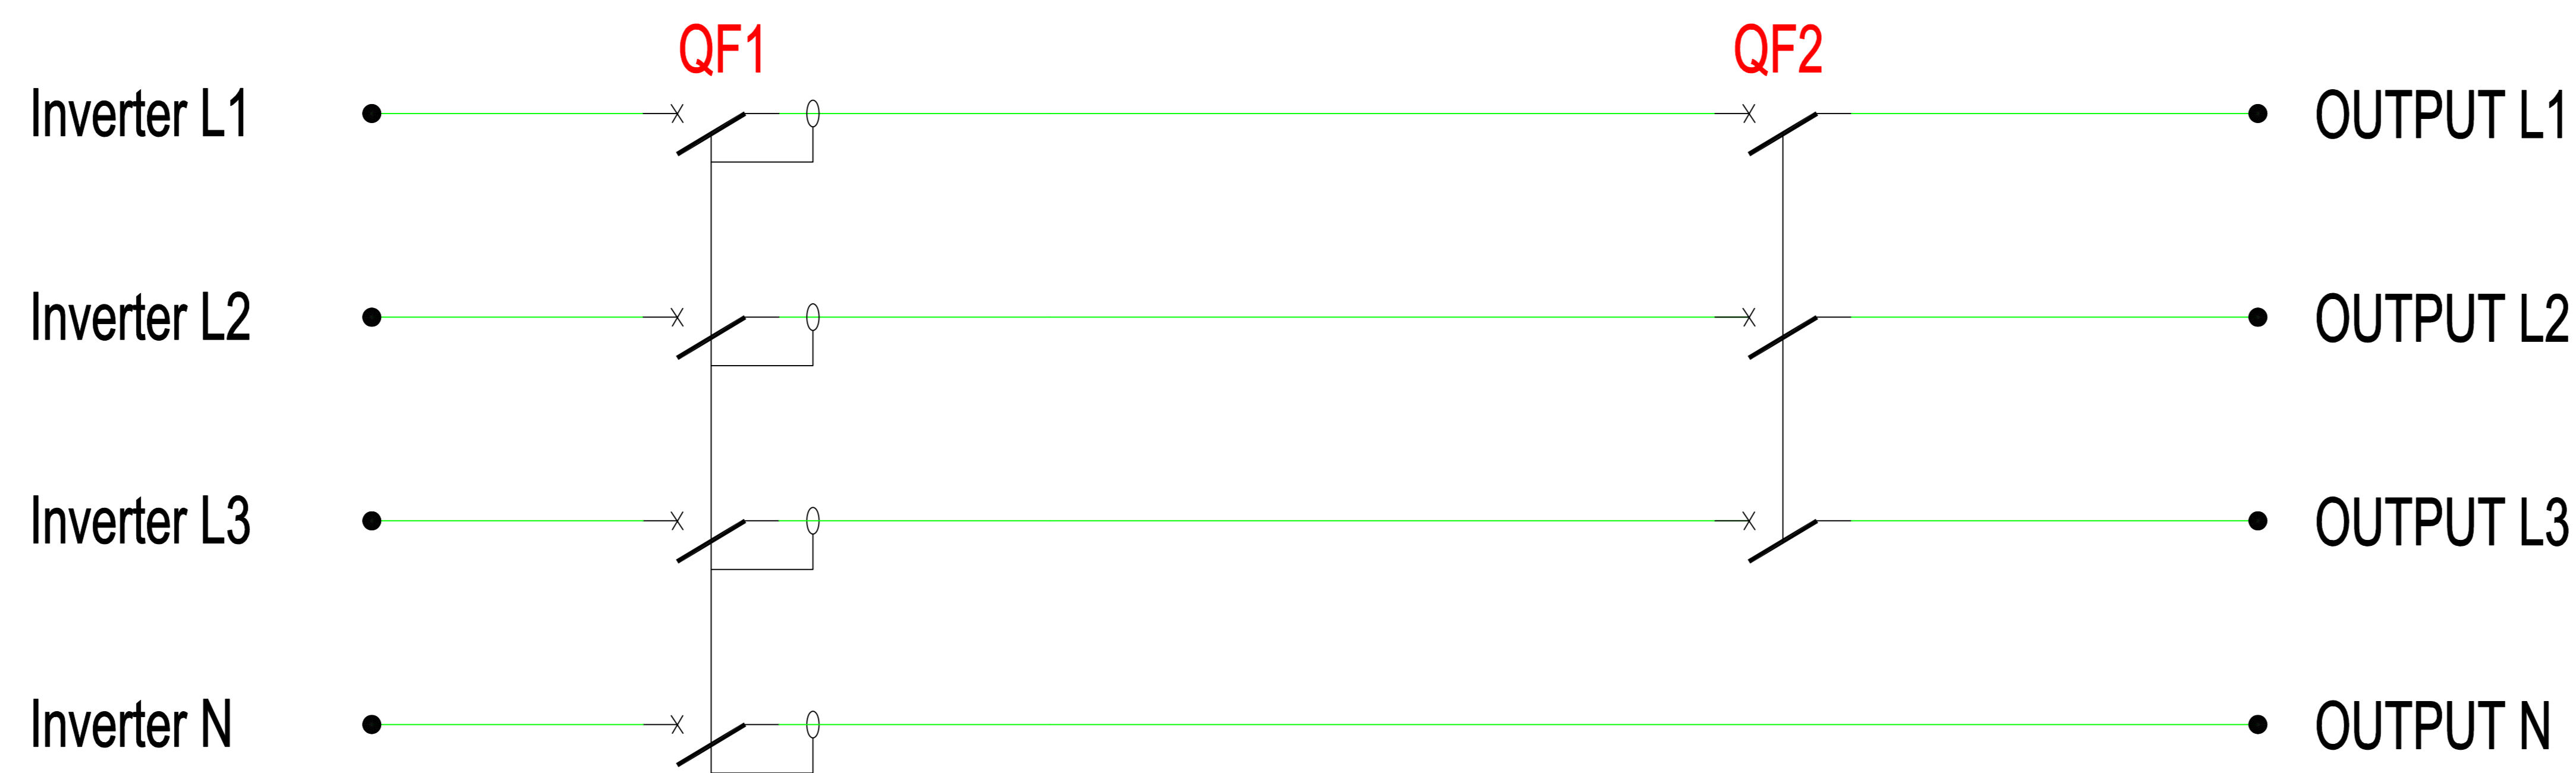 QF1 QF2
Inverter L1 OUTPUT L1
Inverter L2 OUTPUT L2
Inverter L3 OUTPUT L3
Inverter N OUTPUT N